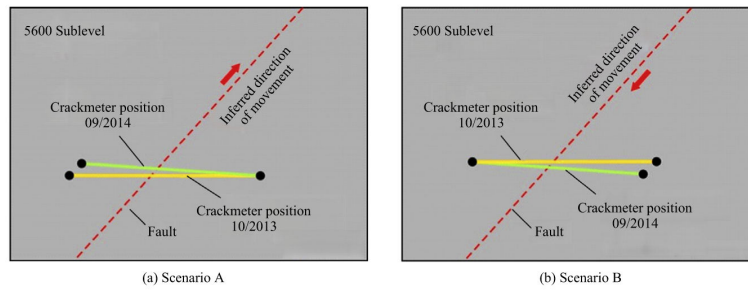 5600 Sublevel
Inferred direction
of movement
Crackmeter position
09/2014
Crackmeter position
10/2013
Fault
(a) Scenario A
5600 Sublevel
Inferred direction
of movement
Crackmeter position
10/2013
Crackmeter position
09/2014
Fault
(b) Scenario B